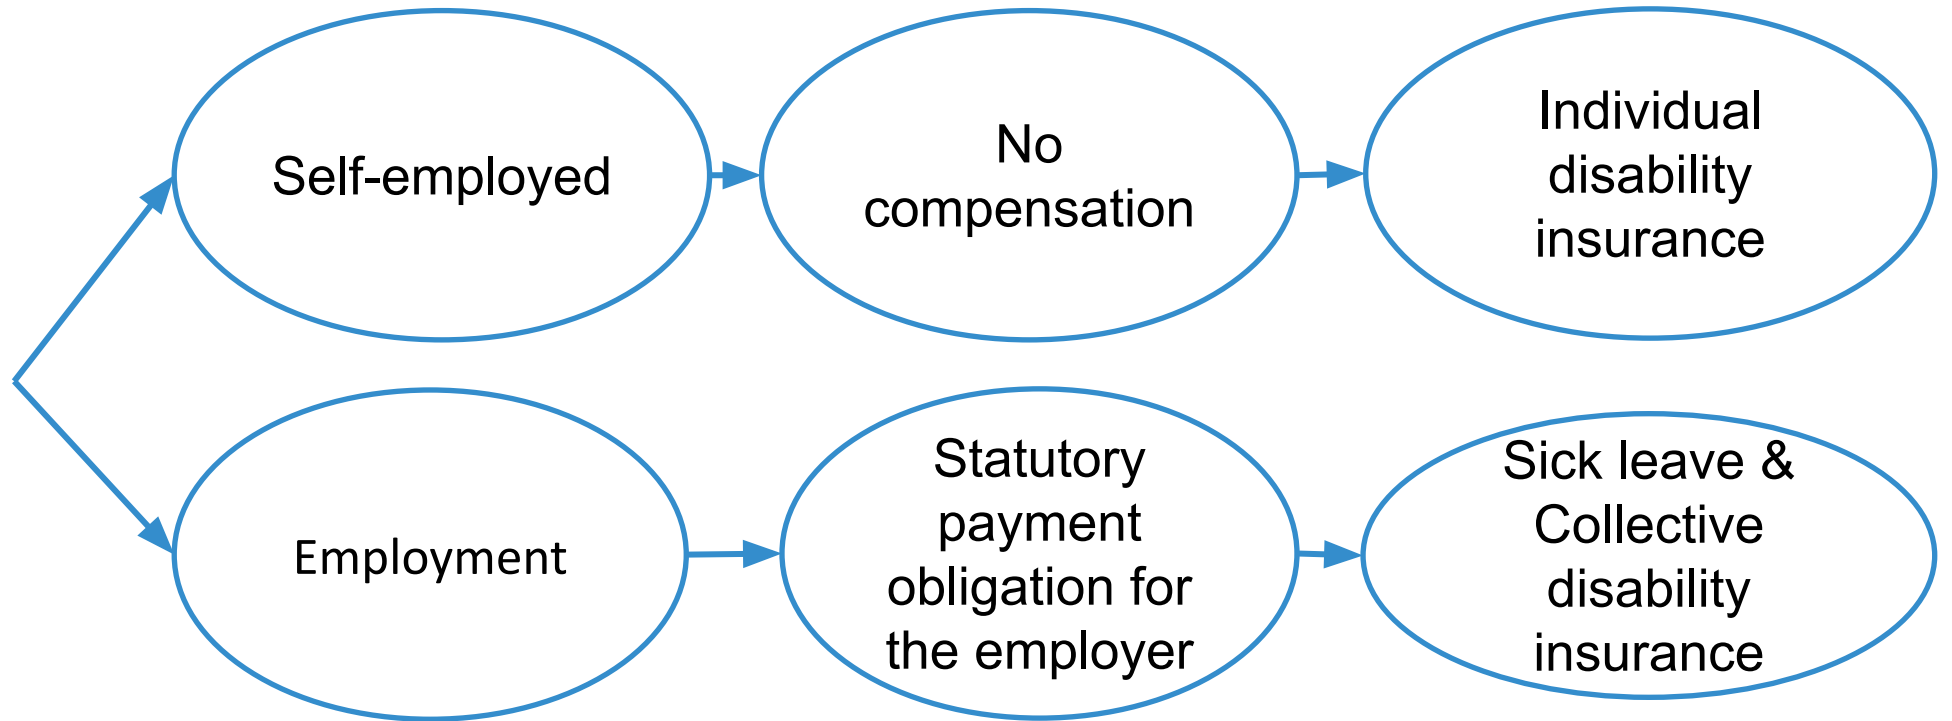 Self-employed
No
compensation
Individual
disability
insurance
Employment
Statutory
payment
obligation for
the employer
Sick leave &
Collective
disability
insurance